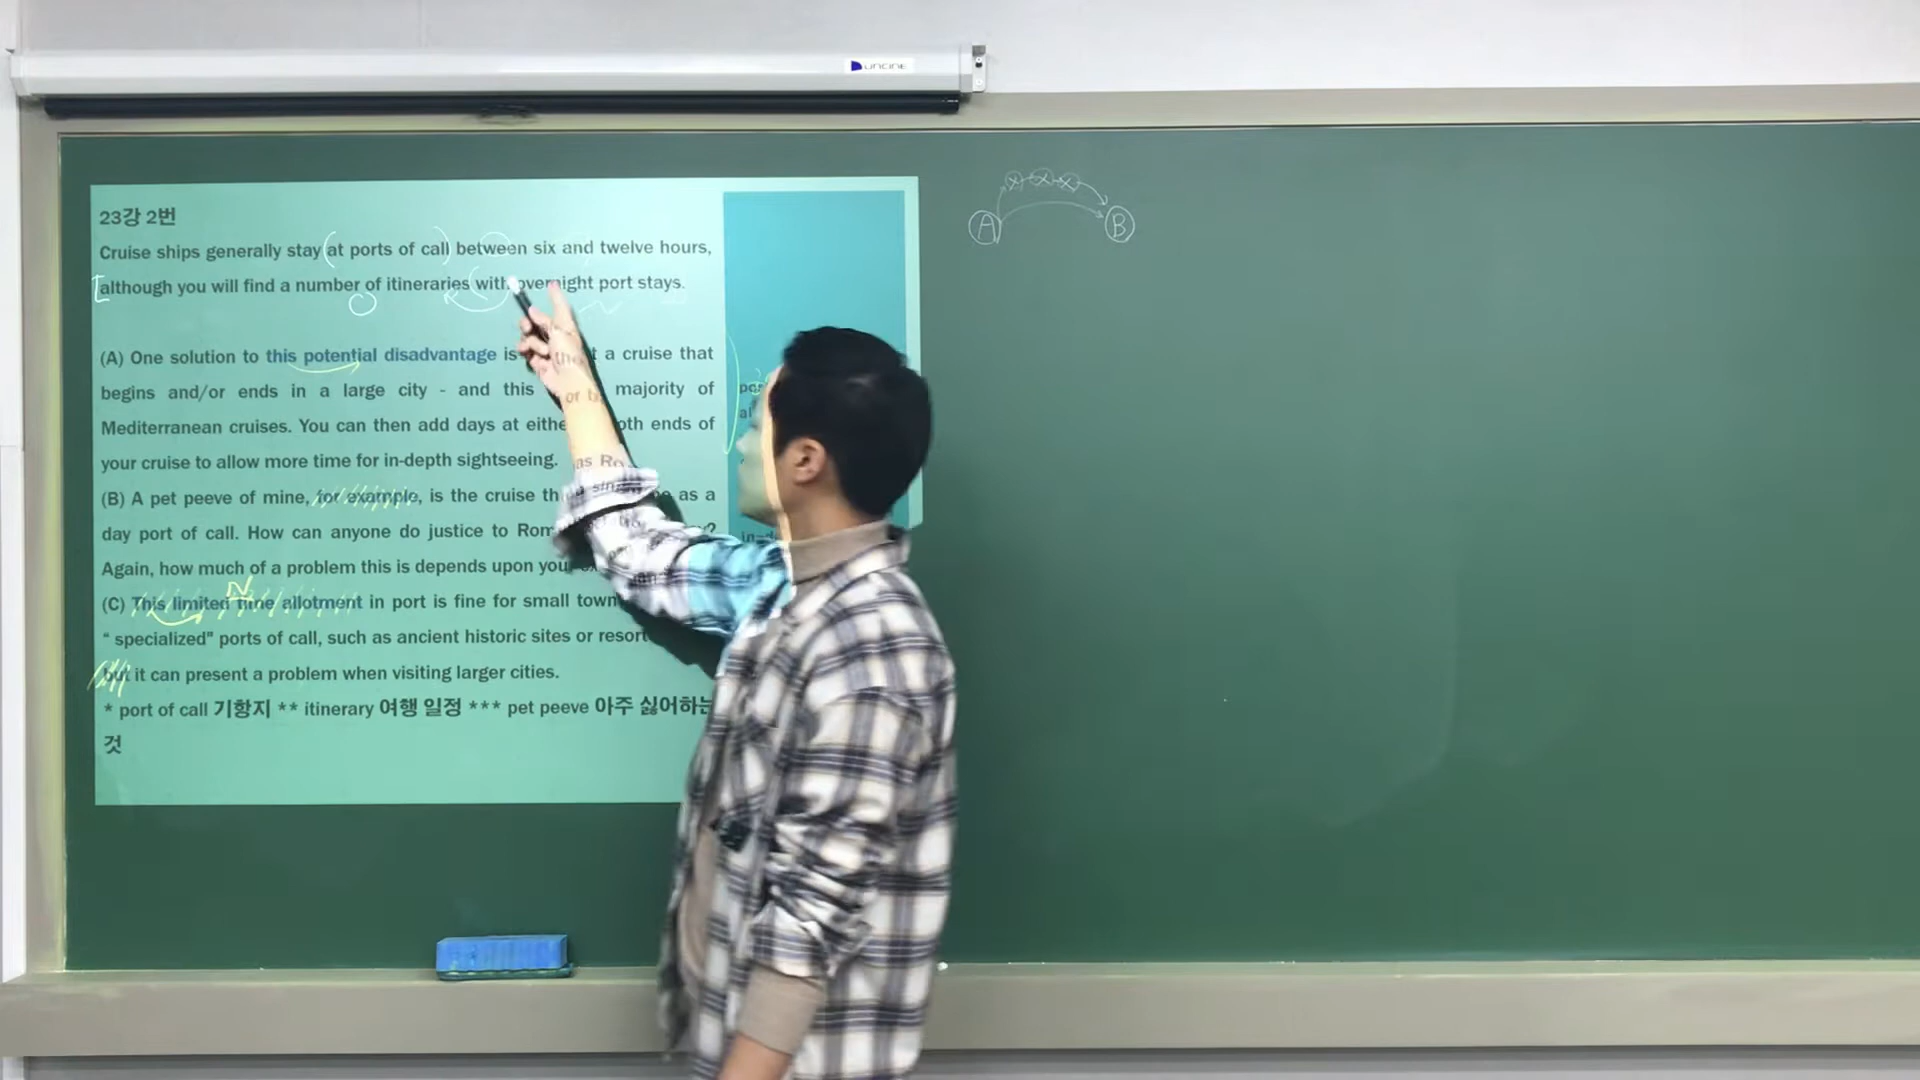 UNCINE
23강 2번
Cruise ships generally stay at ports of call between six and twelve hours,
although you will find a number of itineraries with overnight port stays.
(A) One solution to this potential disadvantage is a cruise that
begins and/or ends in a large city - and this majority of
Mediterranean cruises. You can then add days at ends of
your cruise to allow more time for in-depth sightseeing.
(B) A pet peeve of mine, for example, is the cruise as a
day port of call. How can anyone do justice to
Again, how much of a problem this is depends upon
(C) This limited time allotment in port is fine for small
“ specialized" ports of call, such as ancient historic sites or
but it can present a problem when visiting larger cities.
* port of call 기항지 ** itinerary 여행 일정 *** pet peeve 아주 싫어하는
것
A
B
N